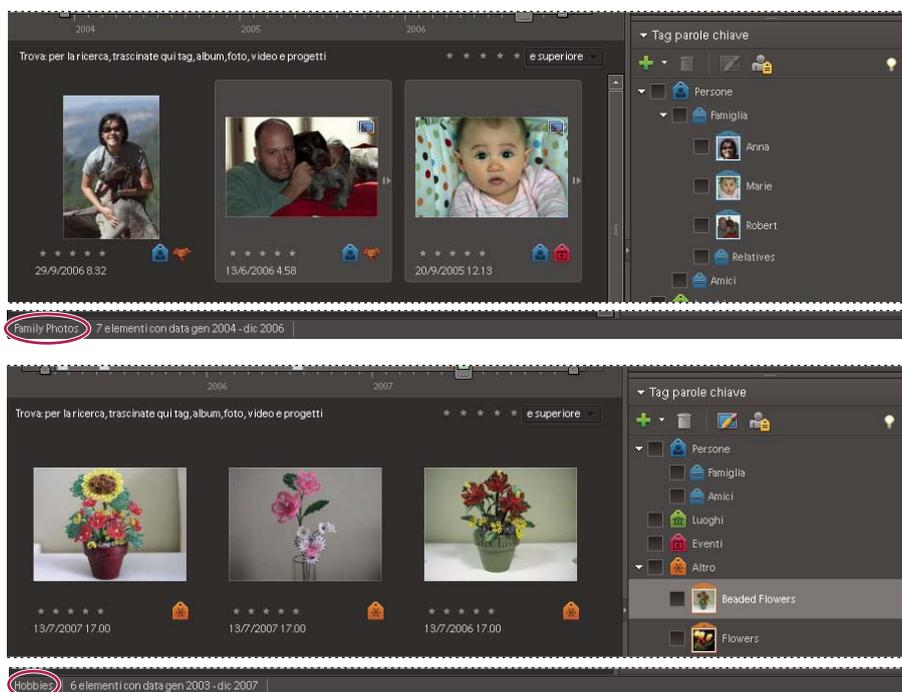 2004 2005 2006
Trova: per la ricerca, trascinate qui tag, album, foto, video e progetti
e superiore
29/9/2006 8.32
13/6/2006 4.58
20/9/2005 12.13
Tag parole chiave
Persone
Famiglia
Anna
Marie
Robert
Relatives
Amici
Family Photos 7 elementi con data gen 2004 - dic 2006
2006 2007
Trova: per la ricerca, trascinate qui tag, album, foto, video e progetti
e superiore
13/7/2007 17.00
13/7/2007 17.00
13/7/2006 17.00
Tag parole chiave
Persone
Famiglia
Amici
Luoghi
Eventi
Altro
Beaded Flowers
Flowers
Hobbies 6 elementi con data gen 2003 - dic 2007